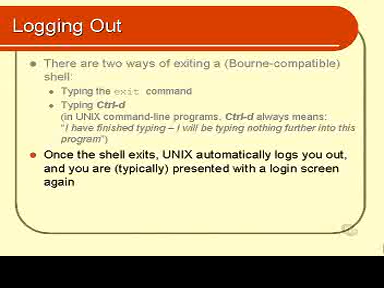 Logging Out
There are two ways of exiting a (Bourne-compatible)
shell:
Typing the exit command
Typing Ctrl-d
(in UNIX command-line programs, Ctrl-d always means:
"I have finished typing – I will be typing nothing further into this
program")
Once the shell exits, UNIX automatically logs you out,
and you are (typically) presented with a login screen
again